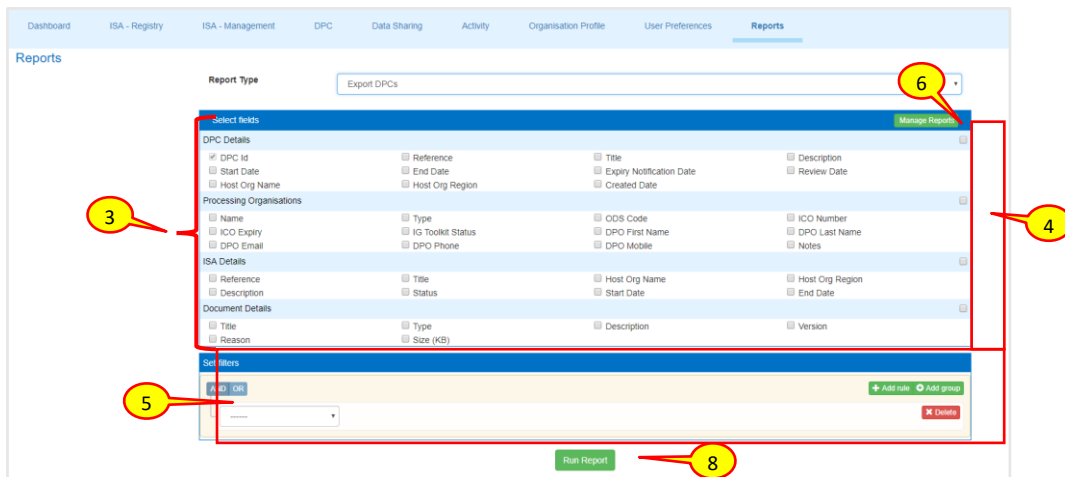 Dashboard ISA - Registry ISA - Management DPC Data Sharing Activity Organisation Profile User Preferences Reports
Reports
Report Type Export DPCs
6
Select fields Manage Reports
DPC Details
DPC Id Reference Title Description
Start Date End Date Expiry Notification Date Review Date
Host Org Name Host Org Region Created Date
Processing Organisations
3
4
Name Type ODS Code ICO Number
ICO Expiry IG Toolkit Status DPO First Name DPO Last Name
DPO Email DPO Phone DPO Mobile Notes
ISA Details
Reference Title Host Org Name Host Org Region
Description Status Start Date End Date
Document Details
Title Type Description Version
Reason Size (KB)
Set filters
AND OR Add rule Add group
5
------- Delete
Run Report 8